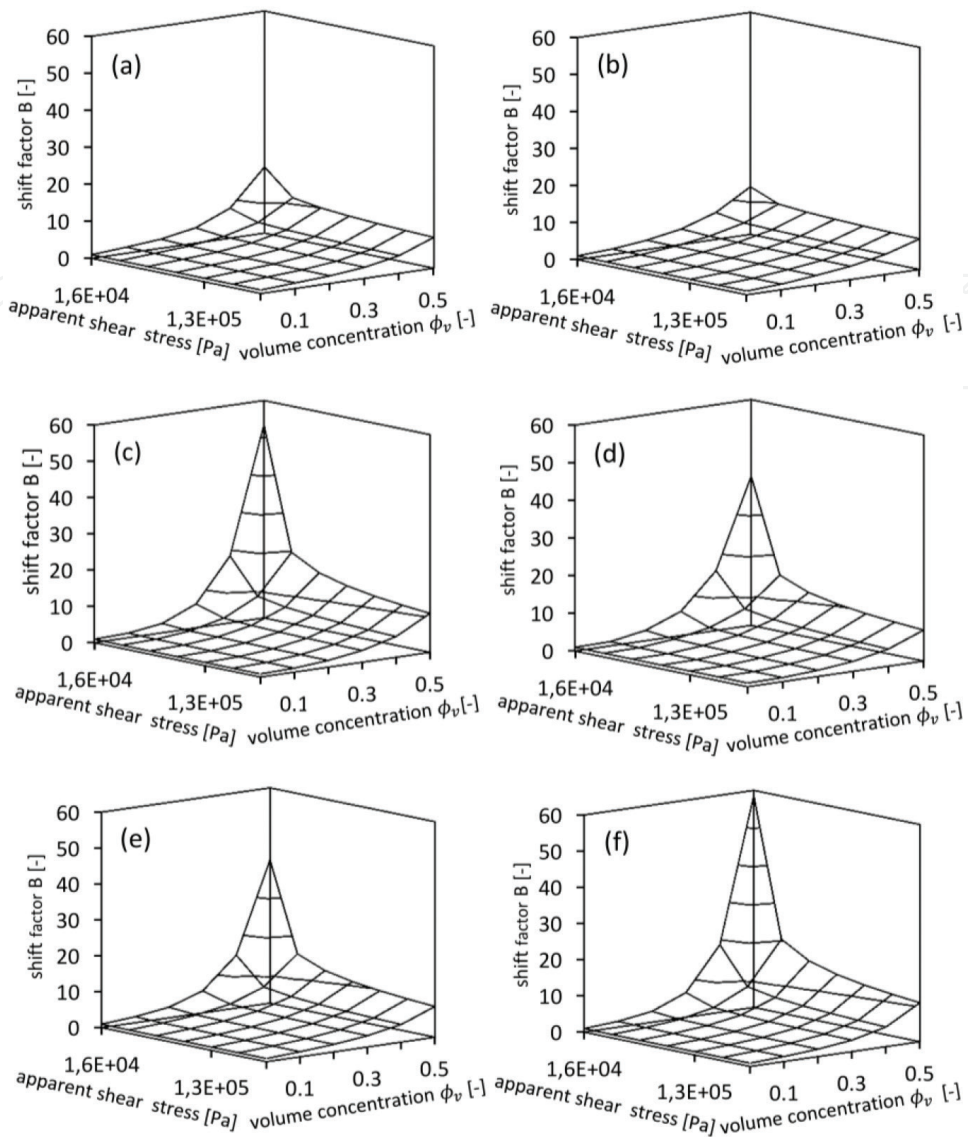 (a)
shift factor B [-]
60
50
40
30
20
10
0
1,6E+04
1,3E+05
0.1
0.3
0.5
apparent shear stress [Pa]
volume concentration ϕᵥ [-]
(b)
shift factor B [-]
60
50
40
30
20
10
0
1,6E+04
1,3E+05
0.1
0.3
0.5
apparent shear stress [Pa]
volume concentration ϕᵥ [-]
(c)
shift factor B [-]
60
50
40
30
20
10
0
1,6E+04
1,3E+05
0.1
0.3
0.5
apparent shear stress [Pa]
volume concentration ϕᵥ[-]
(d)
shift factor B [-]
60
50
40
30
20
10
0
1,6E+04
1,3E+05
0.1
0.3
0.5
apparent shear stress [Pa]
volume concentration ϕᵥ [-]
(e)
shift factor B [-]
60
50
40
30
20
10
0
1,6E+04
1,3E+05
0.1
0.3
0.5
apparent shear stress [Pa]
volume concentration ϕᵥ [-]
(f)
shift factor B [-]
60
50
40
30
20
10
0
1,6E+04
1,3E+05
0.1
0.3
0.5
apparent shear stress [Pa]
volume concentration ϕᵥ [-]